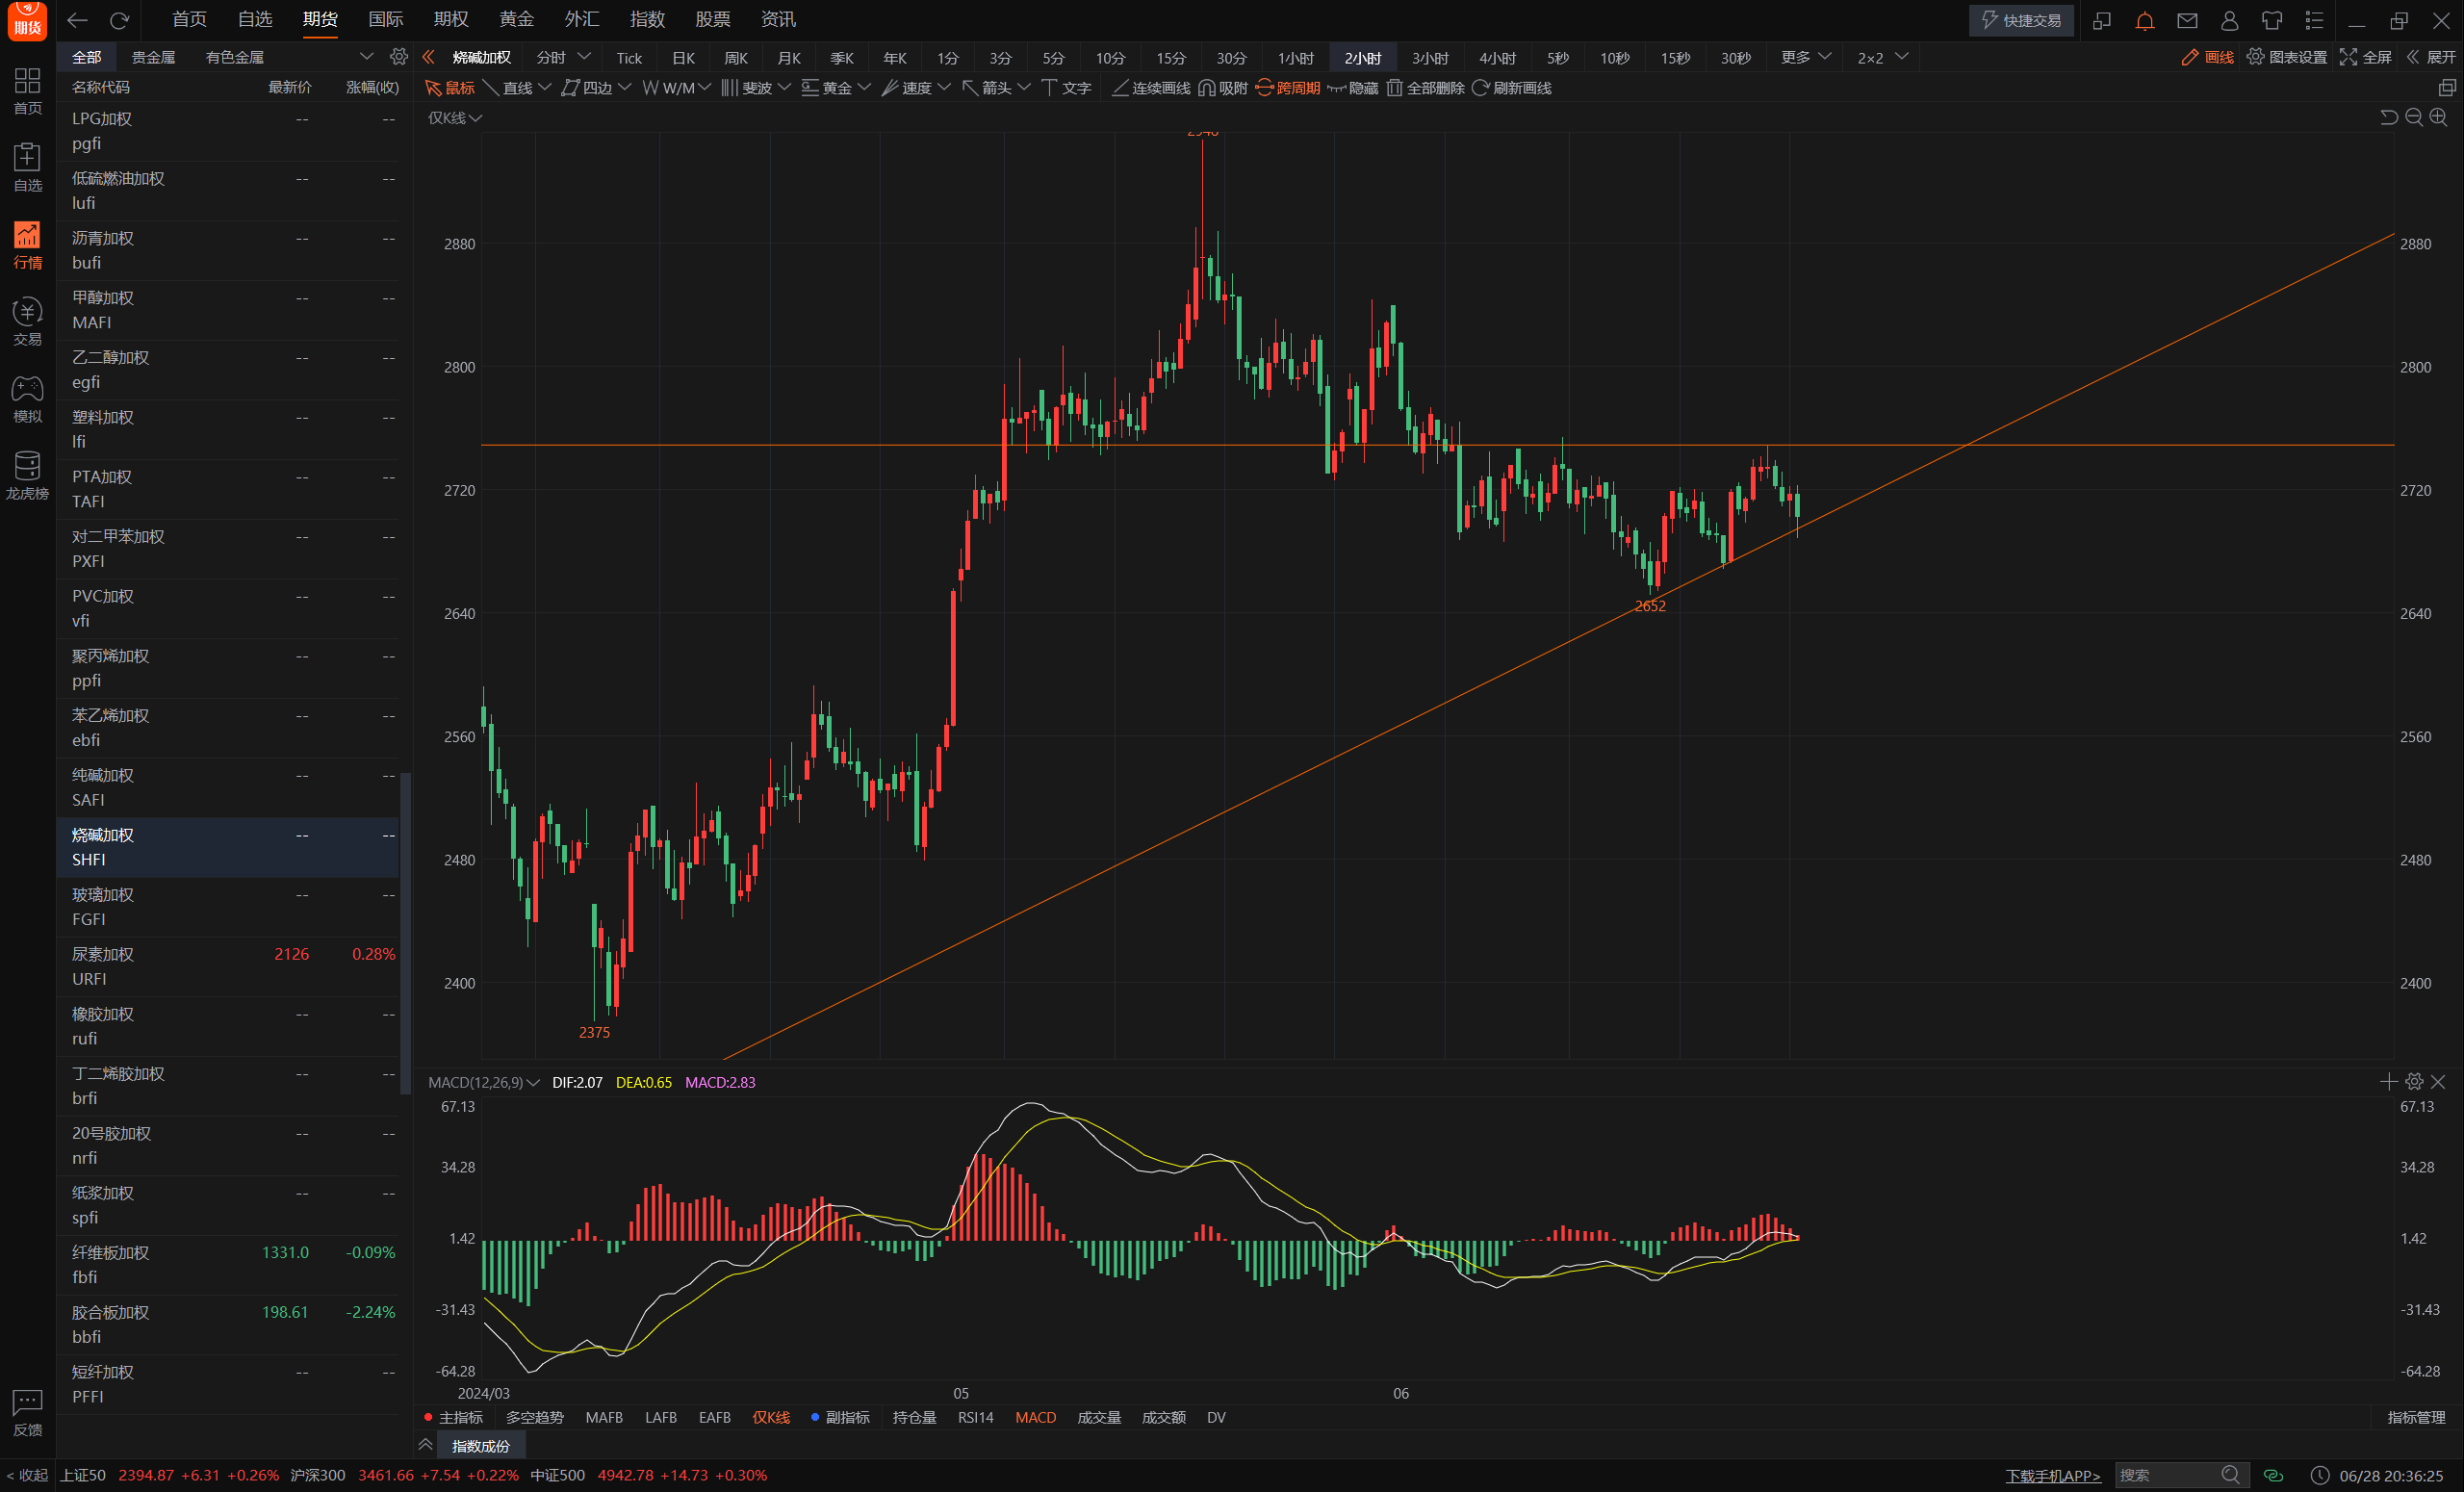 期货
首页 自选 期货 国际 期权 黄金 外汇 指数 股票 资讯
快捷交易
全部 贵金属 有色金属
烧碱加权 分时 Tick 日K 周K 月K 季K 年K 1分 3分 5分 10分 15分 30分 1小时 2小时 3小时 4小时 5秒 10秒 15秒 30秒 更多 2×2
画线 图表设置 全屏 展开
名称代码 最新价 涨幅(收)
鼠标 直线 四边 W/M 斐波 黄金 速度 箭头 文字 连续画线 吸附 跨周期 隐藏 全部删除 刷新画线
首页
自选
行情
交易
模拟
龙虎榜
反馈
LPG加权 -- --
pgfi
低硫燃油加权 -- --
lufi
沥青加权 -- --
bufi
甲醇加权 -- --
MAFI
乙二醇加权 -- --
egfi
塑料加权 -- --
lfi
PTA加权 -- --
TAFI
对二甲苯加权 -- --
PXFI
PVC加权 -- --
vfi
聚丙烯加权 -- --
ppfi
苯乙烯加权 -- --
ebfi
纯碱加权 -- --
SAFI
烧碱加权 -- --
SHFI
玻璃加权 -- --
FGFI
尿素加权 2126 0.28%
URFI
橡胶加权 -- --
rufi
丁二烯胶加权 -- --
brfi
20号胶加权 -- --
nrfi
纸浆加权 -- --
spfi
纤维板加权 1331.0 -0.09%
fbfi
胶合板加权 198.61 -2.24%
bbfi
短纤加权 -- --
PFFI
仅K线
2880 2880
2800 2800
2720 2720
2640 2652 2640
2560 2560
2480 2480
2400 2400
2375
MACD(12,26,9) DIF:2.07 DEA:0.65 MACD:2.83
67.13 67.13
34.28 34.28
1.42 1.42
-31.43 -31.43
-64.28 -64.28
2024/03 05 06
主指标 多空趋势 MAFB LAFB EAFB 仅K线 副指标 持仓量 RSI14 MACD 成交量 成交额 DV 指标管理
指数成份
< 收起 上证50 2394.87 +6.31 +0.26% 沪深300 3461.66 +7.54 +0.22% 中证500 4942.78 +14.73 +0.30% 下载手机APP> 搜索 06/28 20:36:25